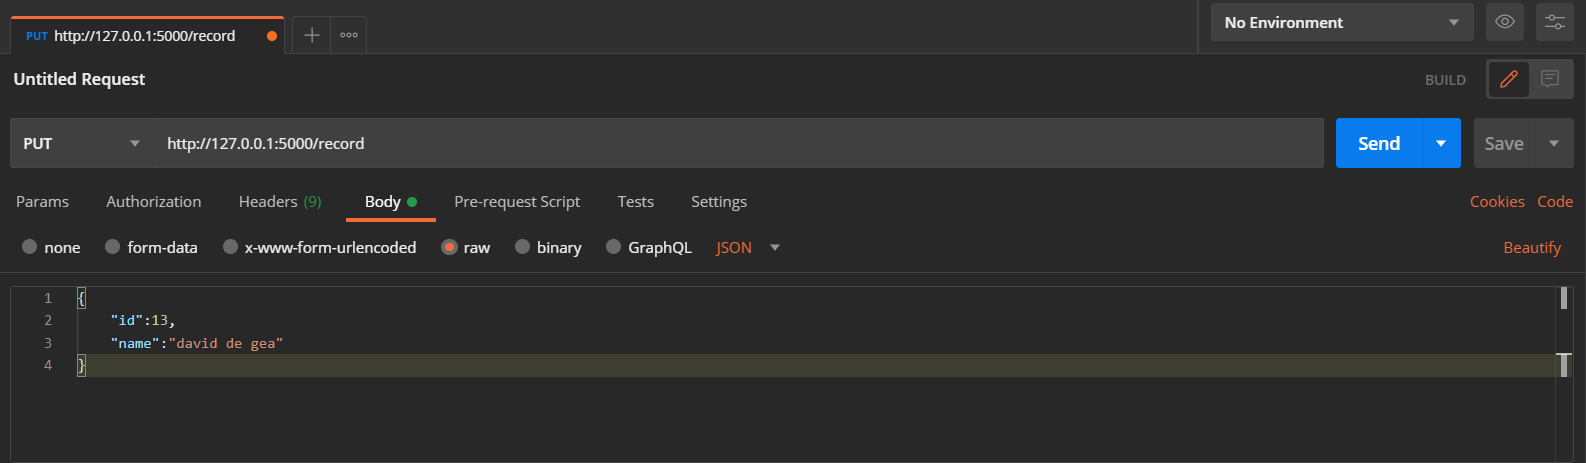 PUT http://127.0.0.1:5000/record
No Environment
Untitled Request
BUILD
PUT http://127.0.0.1:5000/record Send Save
Params Authorization Headers (9) Body Pre-request Script Tests Settings Cookies Code
none form-data x-www-form-urlencoded raw binary GraphQL JSON Beautify
1 {
2 "id":13,
3 "name":"david de gea"
4 }